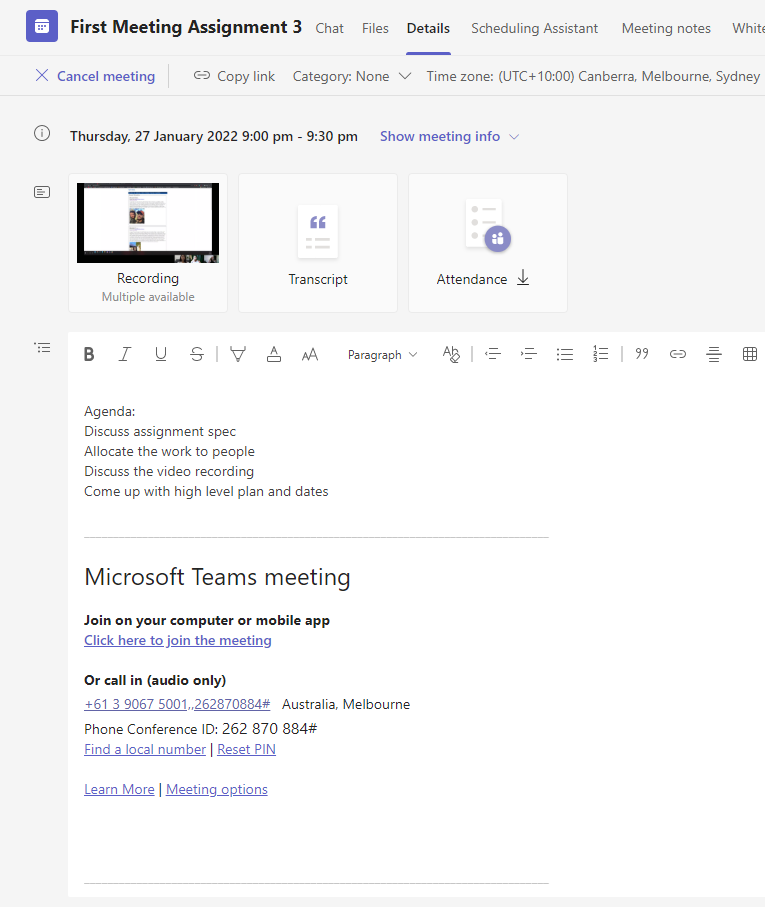 First Meeting Assignment 3 Chat Files Details Scheduling Assistant Meeting notes White
Cancel meeting Copy link Category: None Time zone: (UTC+10:00) Canberra, Melbourne, Sydney
Thursday, 27 January 2022 9:00 pm - 9:30 pm Show meeting info
Recording
Multiple available
Transcript
Attendance
B I U S A AA Paragraph Ab
Agenda:
Discuss assignment spec
Allocate the work to people
Discuss the video recording
Come up with high level plan and dates
Microsoft Teams meeting
Join on your computer or mobile app
Click here to join the meeting
Or call in (audio only)
+61 3 9067 5001,,262870884# Australia, Melbourne
Phone Conference ID: 262 870 884#
Find a local number | Reset PIN
Learn More | Meeting options